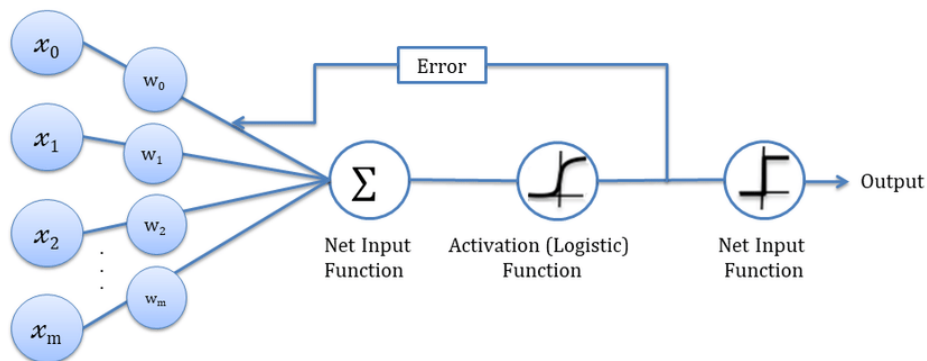 x₀
w₀
Error
x₁
w₁
Σ
Output
x₂
w₂
Net Input
Function
Activation (Logistic)
Function
Net Input
Function
.
.
.
xₘ
wₘ